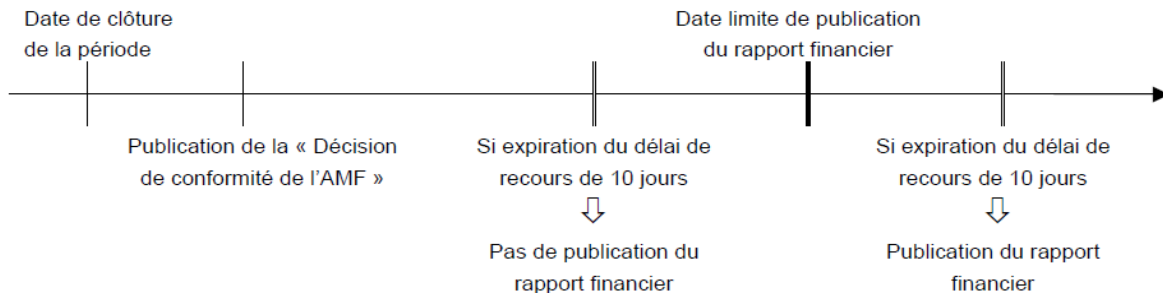 Date de clôture
de la période
Date limite de publication
du rapport financier
Publication de la « Décision
de conformité de l’AMF »
Si expiration du délai de
recours de 10 jours
Pas de publication du
rapport financier
Si expiration du délai de
recours de 10 jours
Publication du rapport
financier